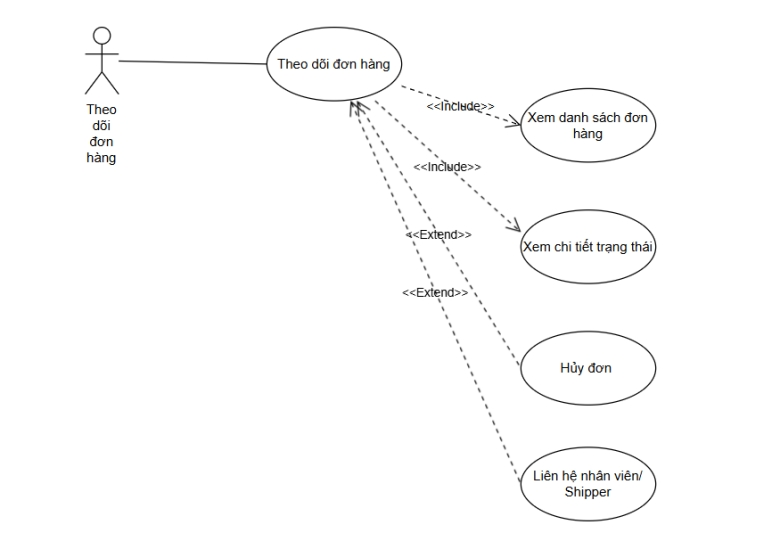 Theo
dõi
đơn
hàng
Theo dõi đơn hàng
<<Include>>
Xem danh sách đơn
hàng
<<Include>>
Xem chi tiết trạng thái
<<Extend>>
<<Extend>>
Hủy đơn
Liên hệ nhân viên/
Shipper